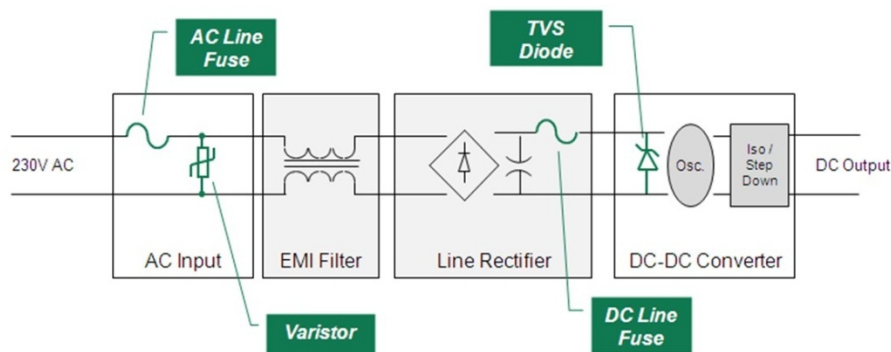 AC Line
Fuse
TVS
Diode
230V AC
Osc.
Iso /
Step
Down
DC Output
AC Input
EMI Filter
Line Rectifier
DC-DC Converter
Varistor
DC Line
Fuse